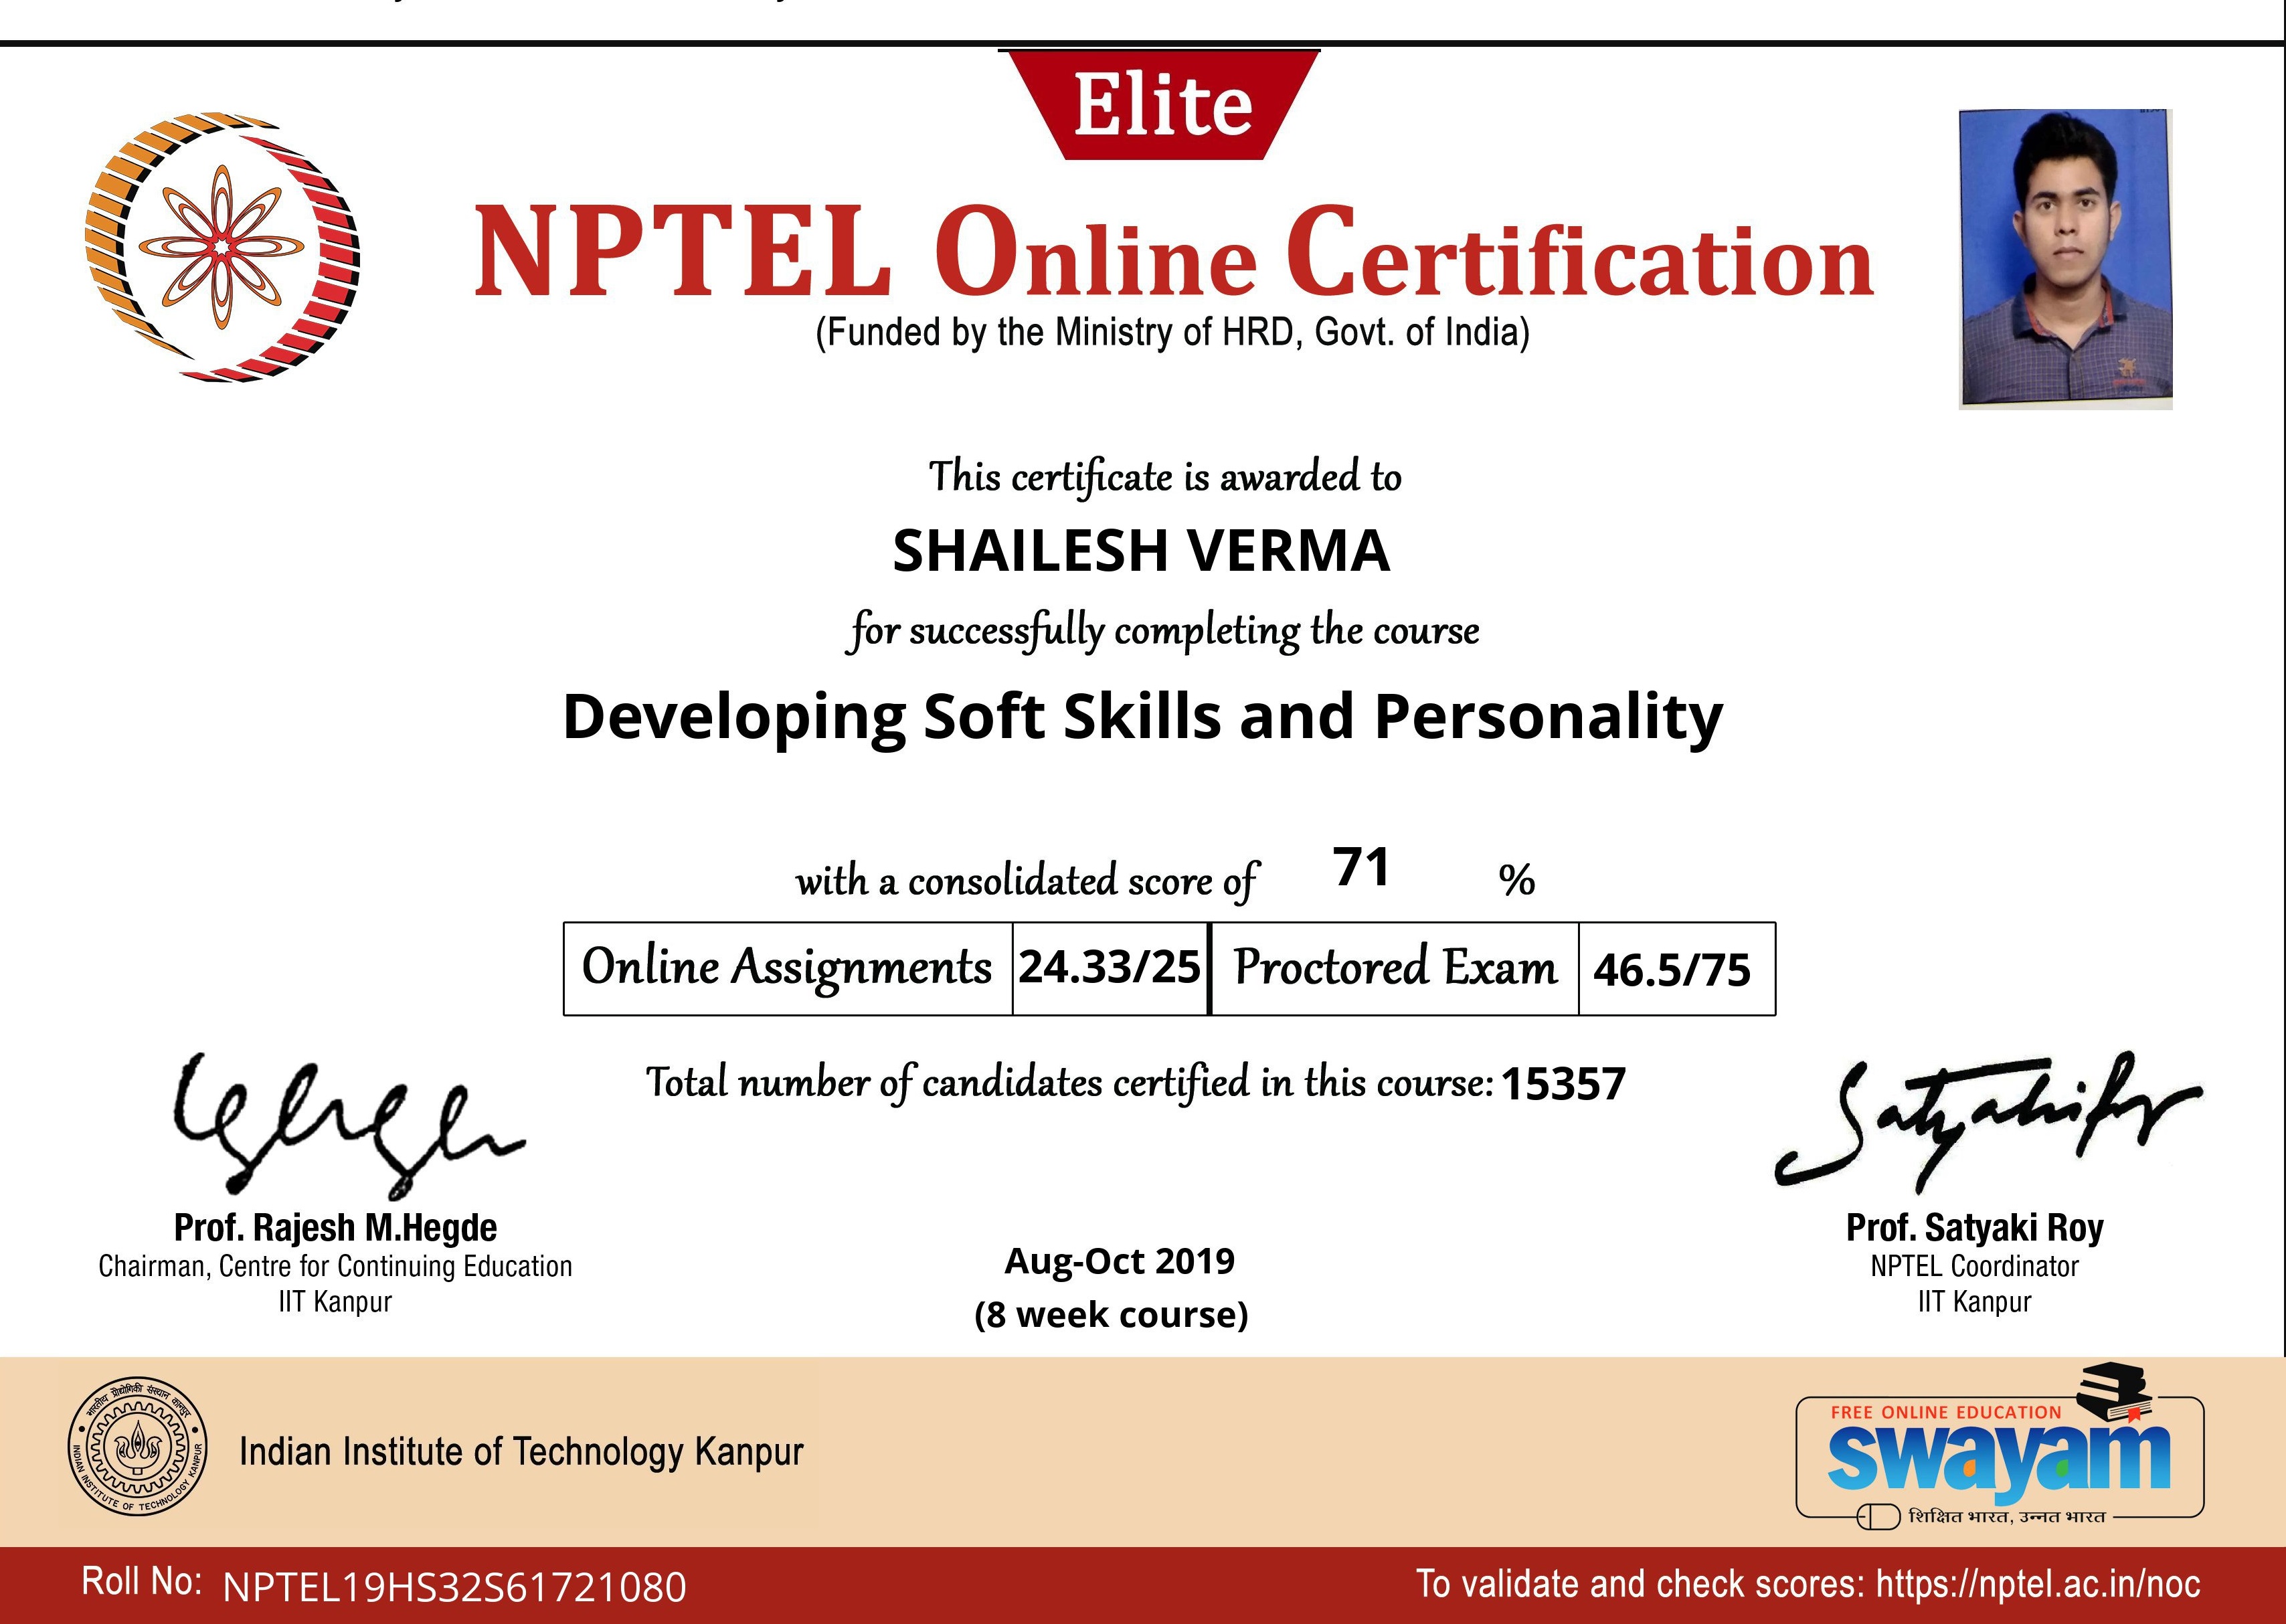 Elite
NPTEL Online Certification
(Funded by the Ministry of HRD, Govt. of India)
This certificate is awarded to
SHAILESH VERMA
for successfully completing the course
Developing Soft Skills and Personality
with a consolidated score of 71 %
Online Assignments 24.33/25 Proctored Exam 46.5/75
Total number of candidates certified in this course: 15357
Prof. Rajesh M.Hegde
Chairman, Centre for Continuing Education
IIT Kanpur
Aug-Oct 2019
(8 week course)
Prof. Satyaki Roy
NPTEL Coordinator
IIT Kanpur
भारतीय प्रौद्योगिकी संस्थान कानपुर
INDIAN INSTITUTE OF TECHNOLOGY KANPUR
Indian Institute of Technology Kanpur
FREE ONLINE EDUCATION
swayam
शिक्षित भारत, उन्नत भारत
Roll No: NPTEL19HS32S61721080
To validate and check scores: https://nptel.ac.in/noc